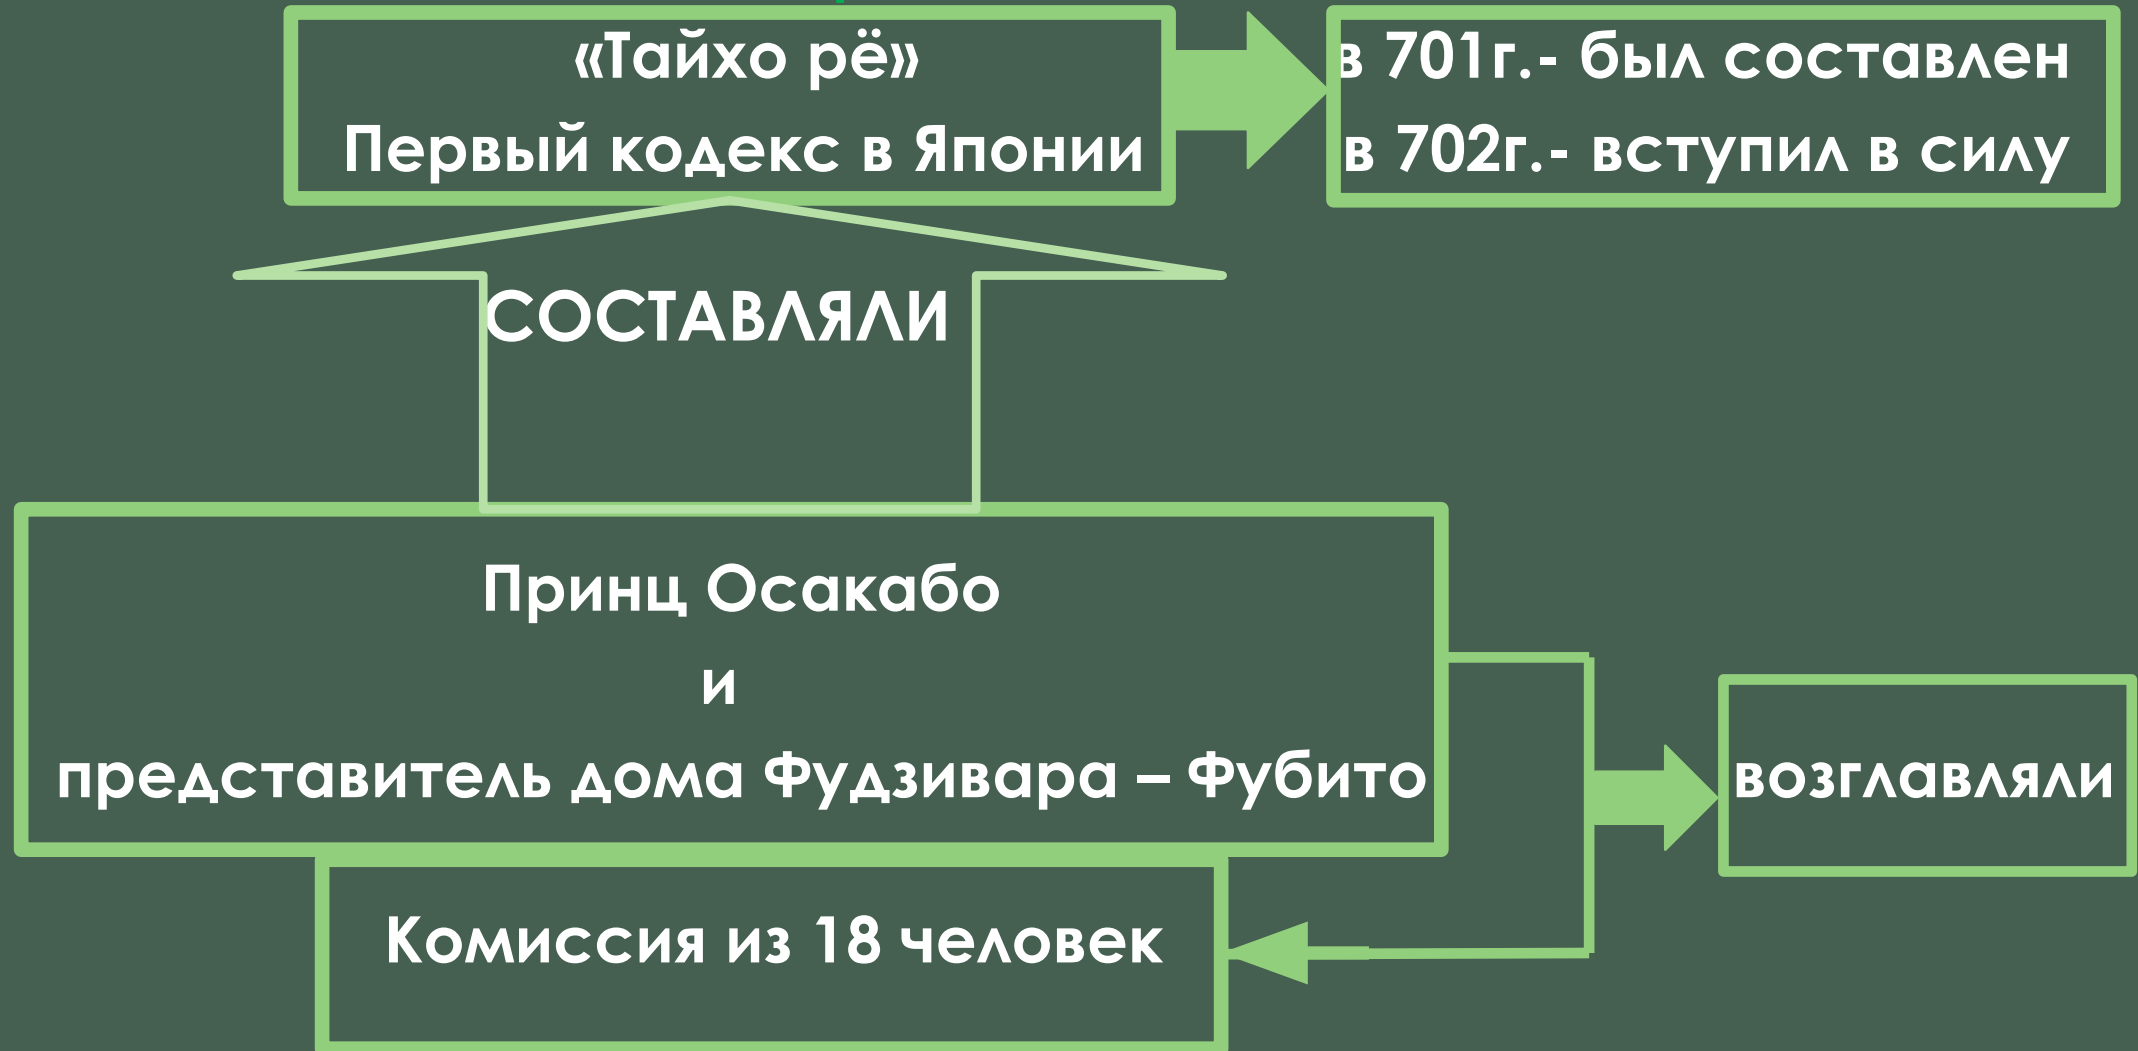 «Тайхо рё»
Первый кодекс в Японии
в 701г.- был составлен
в 702г.- вступил в силу
СОСТАВЛЯЛИ
Принц Осакабо
и
представитель дома Фудзивара – Фубито
возглавляли
Комиссия из 18 человек